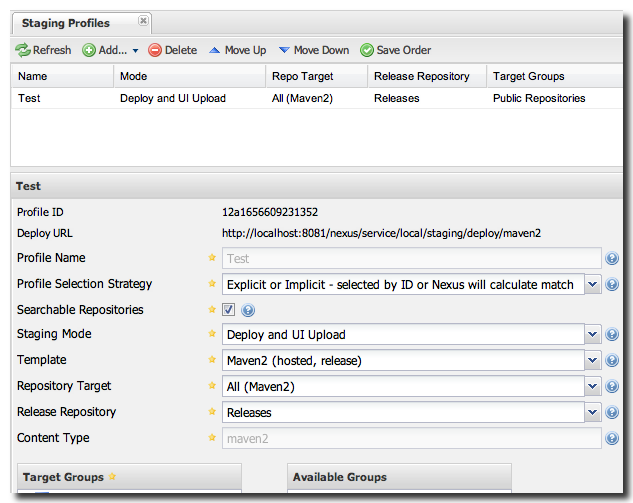 Staging Profiles
Refresh Add... Delete Move Up Move Down Save Order
Name Mode Repo Target Release Repository Target Groups
Test Deploy and UI Upload All (Maven2) Releases Public Repositories
Test
Profile ID 12a1656609231352
Deploy URL http://localhost:8081/nexus/service/local/staging/deploy/maven2
Profile Name Test
Profile Selection Strategy Explicit or Implicit - selected by ID or Nexus will calculate match
Searchable Repositories
Staging Mode Deploy and UI Upload
Template Maven2 (hosted, release)
Repository Target All (Maven2)
Release Repository Releases
Content Type maven2
Target Groups Available Groups